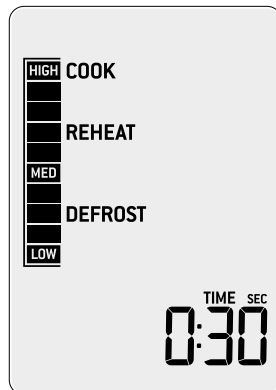 HIGH COOK
REHEAT
MED
DEFROST
LOW
TIME SEC
0:30